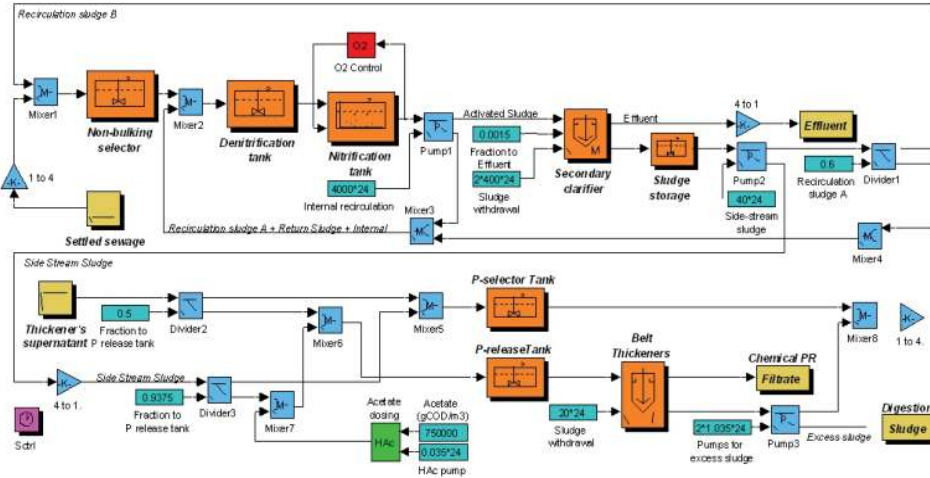 Recirculation sludge B
O2
O2 Control
M-
Mixer1
Non-bulking
selector
M-
Mixer2
Denitrification
tank
Nitrification
tank
4000*24
Internal recirculation
P
Pump1
Activated Sludge
0.0015
Fraction to
Effluent
2*400*24
Sludge
withdrawal
M
Secondary
clarifier
Effluent
Sludge
storage
4 to 1
-K-
Effluent
P
Pump2
40*24
Side-stream
sludge
0.6
Recirculation
sludge A
Divider1
-K-
1 to 4
Settled sewage
Mixer3
M
Recirculation sludge A + Return Sludge + Internal
M
Mixer4
Side Stream Sludge
Thickener's
supernatant
0.5
Fraction to
P release tank
Divider2
M-
Mixer6
M-
Mixer5
P-selector Tank
M-
Mixer8
-K-
1 to 4.
P-releaseTank
Belt
Thickeners
Chemical PR
Filtrate
-K-
4 to 1.
Side Stream Sludge
0.9375
Fraction to
P release tank
Divider3
M-
Mixer7
Acetate
dosing
HAc
Acetate
(gCOD/m3)
750000
0.035*24
HAc pump
20*24
Sludge
withdrawal
2*1.035*24
Pumps for
excess sludge
P
Pump3
Excess sludge
Digestion
Sludge